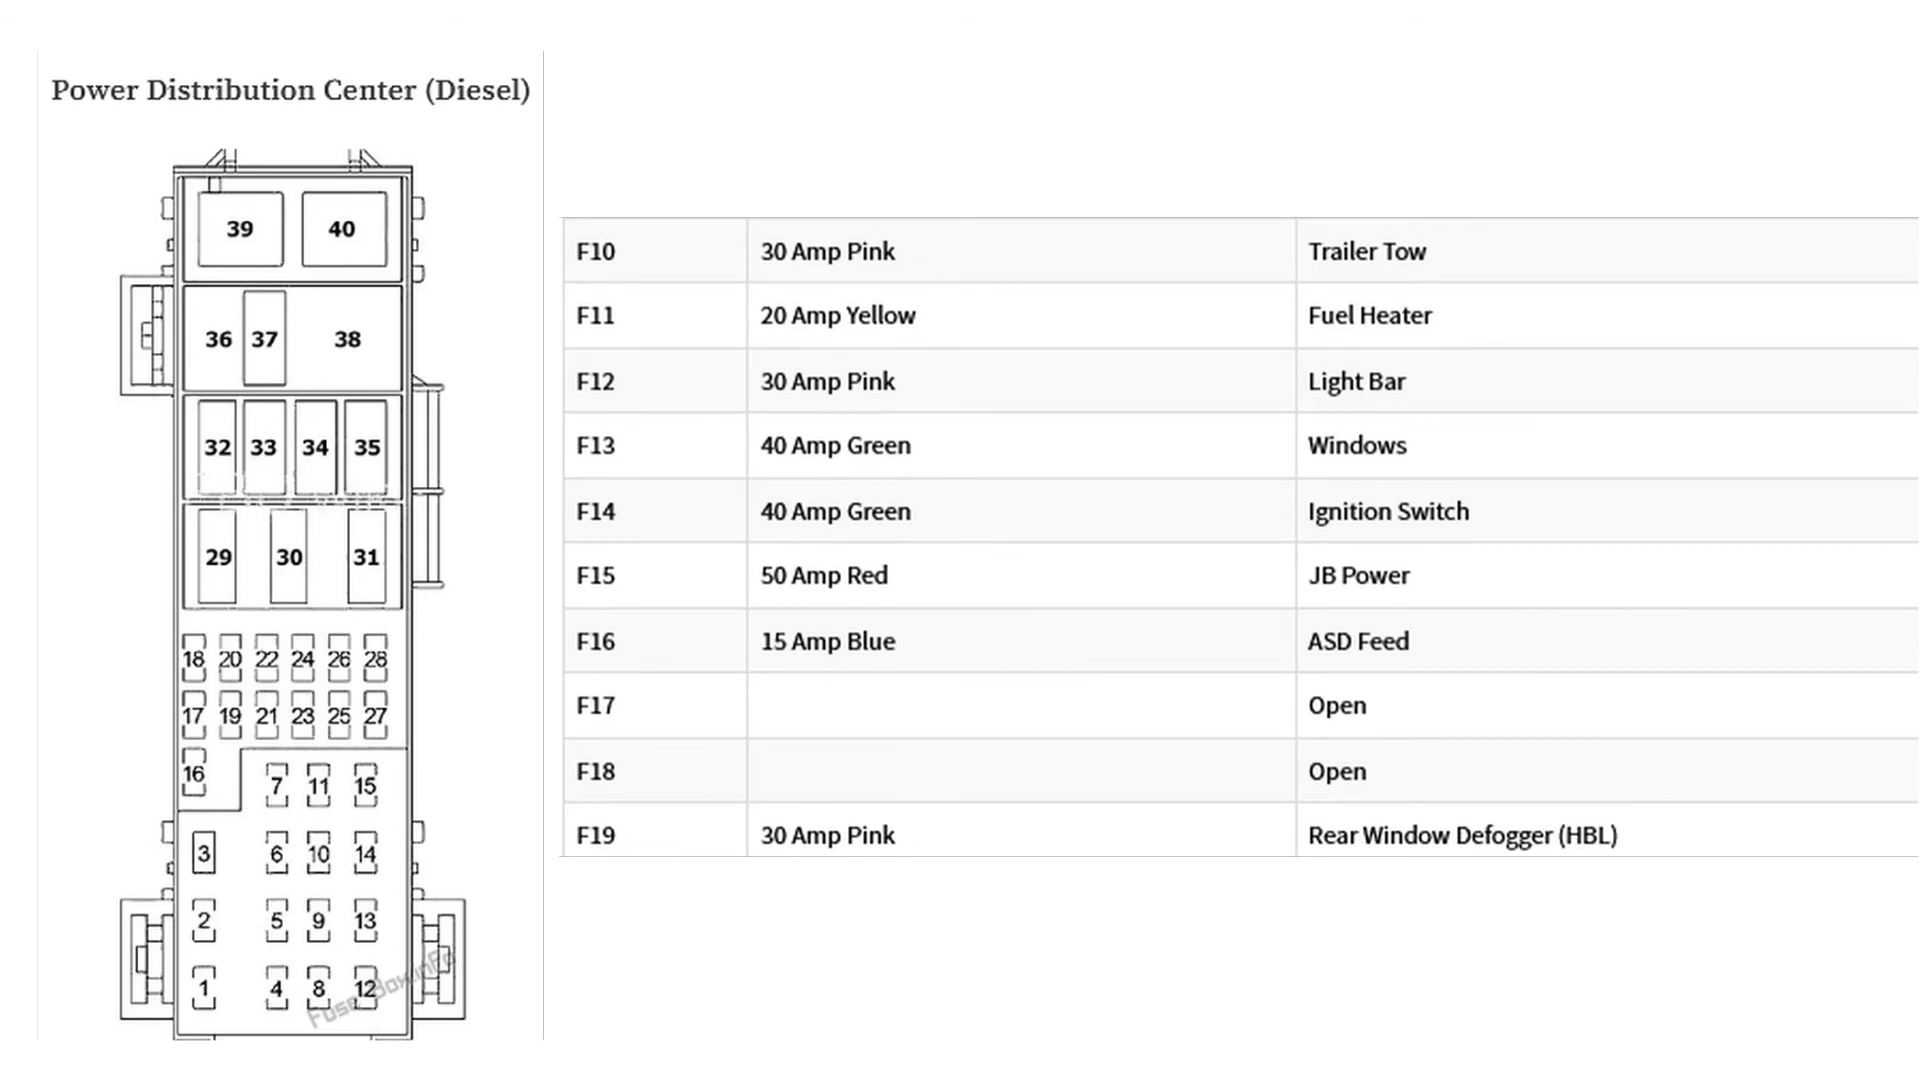 Power Distribution Center (Diesel)
39 40
36 37 38
32 33 34 35
29 30 31
18 20 22 24 26 28
17 19 21 23 25 27
16
7 11 15
3 6 10 14
2 5 9 13
1 4 8 12
Fuse-Box.inFo
F10 30 Amp Pink Trailer Tow
F11 20 Amp Yellow Fuel Heater
F12 30 Amp Pink Light Bar
F13 40 Amp Green Windows
F14 40 Amp Green Ignition Switch
F15 50 Amp Red JB Power
F16 15 Amp Blue ASD Feed
F17 Open
F18 Open
F19 30 Amp Pink Rear Window Defogger (HBL)